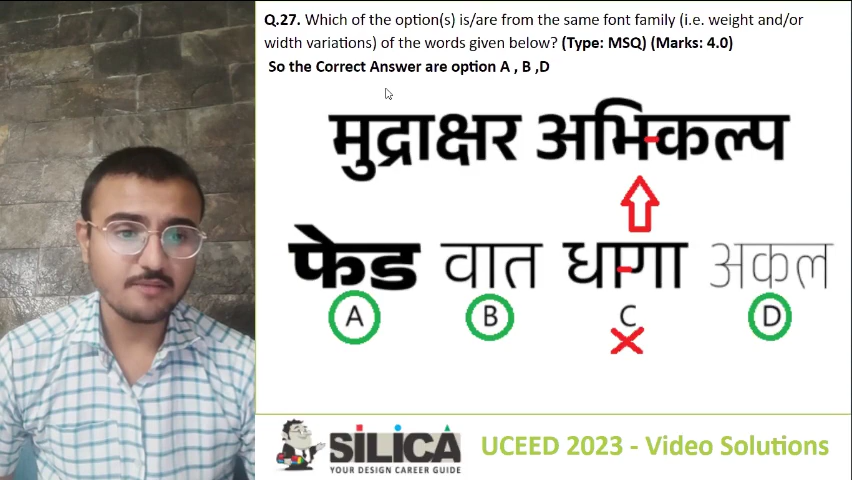 Q.27. Which of the option(s) is/are from the same font family (i.e. weight and/or
width variations) of the words given below? (Type: MSQ) (Marks: 4.0)
So the Correct Answer are option A , B ,D
मुद्राक्षर अभिकल्प
फेड वात धागा अकल
A B C D
SILICA
YOUR DESIGN CAREER GUIDE
UCEED 2023 - Video Solutions